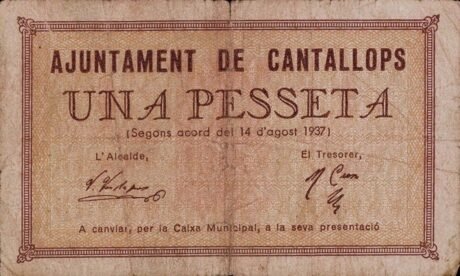 AJUNTAMENT DE CANTALLOPS
UNA PESSETA
(Segons acord del 14 d'agost 1937)
L'Alcalde, El Tresorer,
A canviar, per la Caixa Municipal, a la seva presentació